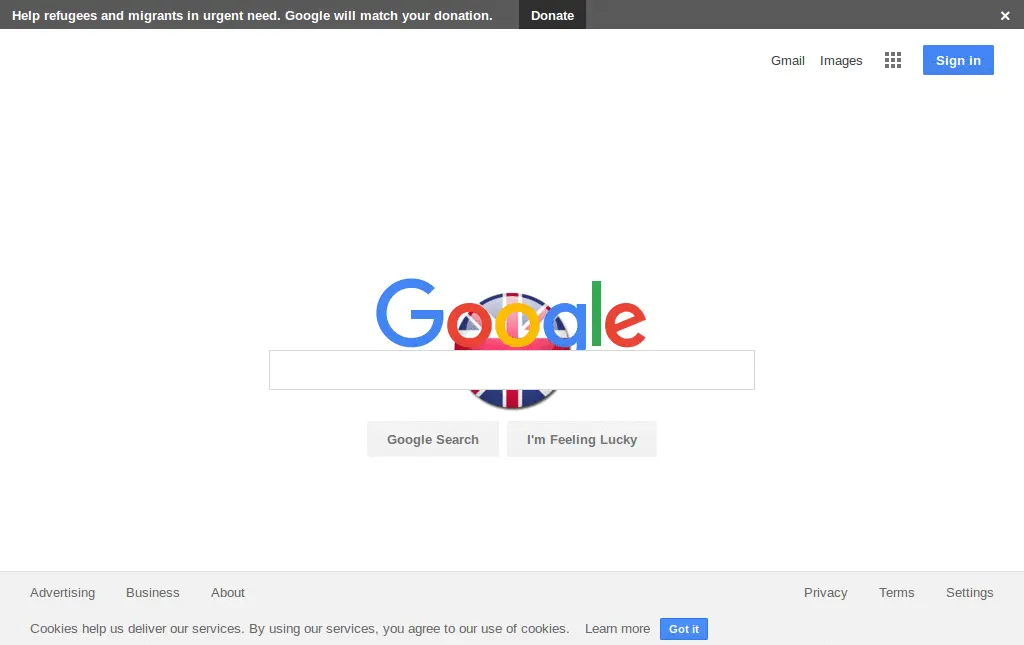 Help refugees and migrants in urgent need. Google will match your donation. Donate ×
Gmail Images Sign in
Google
Google Search I'm Feeling Lucky
Advertising Business About Privacy Terms Settings
Cookies help us deliver our services. By using our services, you agree to our use of cookies. Learn more Got it